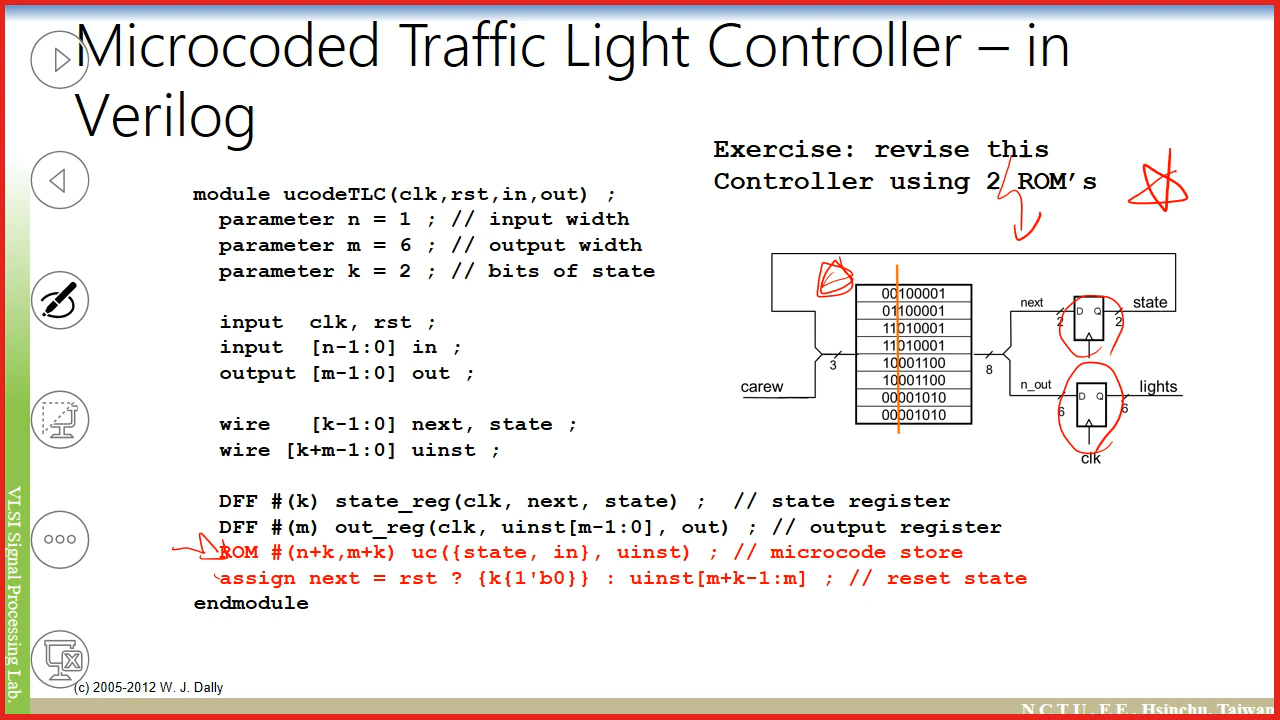 Microcoded Traffic Light Controller – in
Verilog
Exercise: revise this
Controller using 2 ROM's
module ucodeTLC(clk,rst,in,out) ;
parameter n = 1 ; // input width
parameter m = 6 ; // output width
parameter k = 2 ; // bits of state
input clk, rst ;
input [n-1:0] in ;
output [m-1:0] out ;
wire [k-1:0] next, state ;
wire [k+m-1:0] uinst ;
DFF #(k) state_reg(clk, next, state) ; // state register
DFF #(m) out_reg(clk, uinst[m-1:0], out) ; // output register
ROM #(n+k,m+k) uc({state, in}, uinst) ; // microcode store
assign next = rst ? {k{1'b0}} : uinst[m+k-1:m] ; // reset state
endmodule
carew
3
00100001
01100001
11010001
11010001
10001100
10001100
00001010
00001010
8
next
2
D Q
2
state
n_out
6
D Q
6
lights
clk
(c) 2005-2012 W. J. Dally
VLSI Signal Processing Lab.
N C T U . E E , Hsinchu, Taiwan